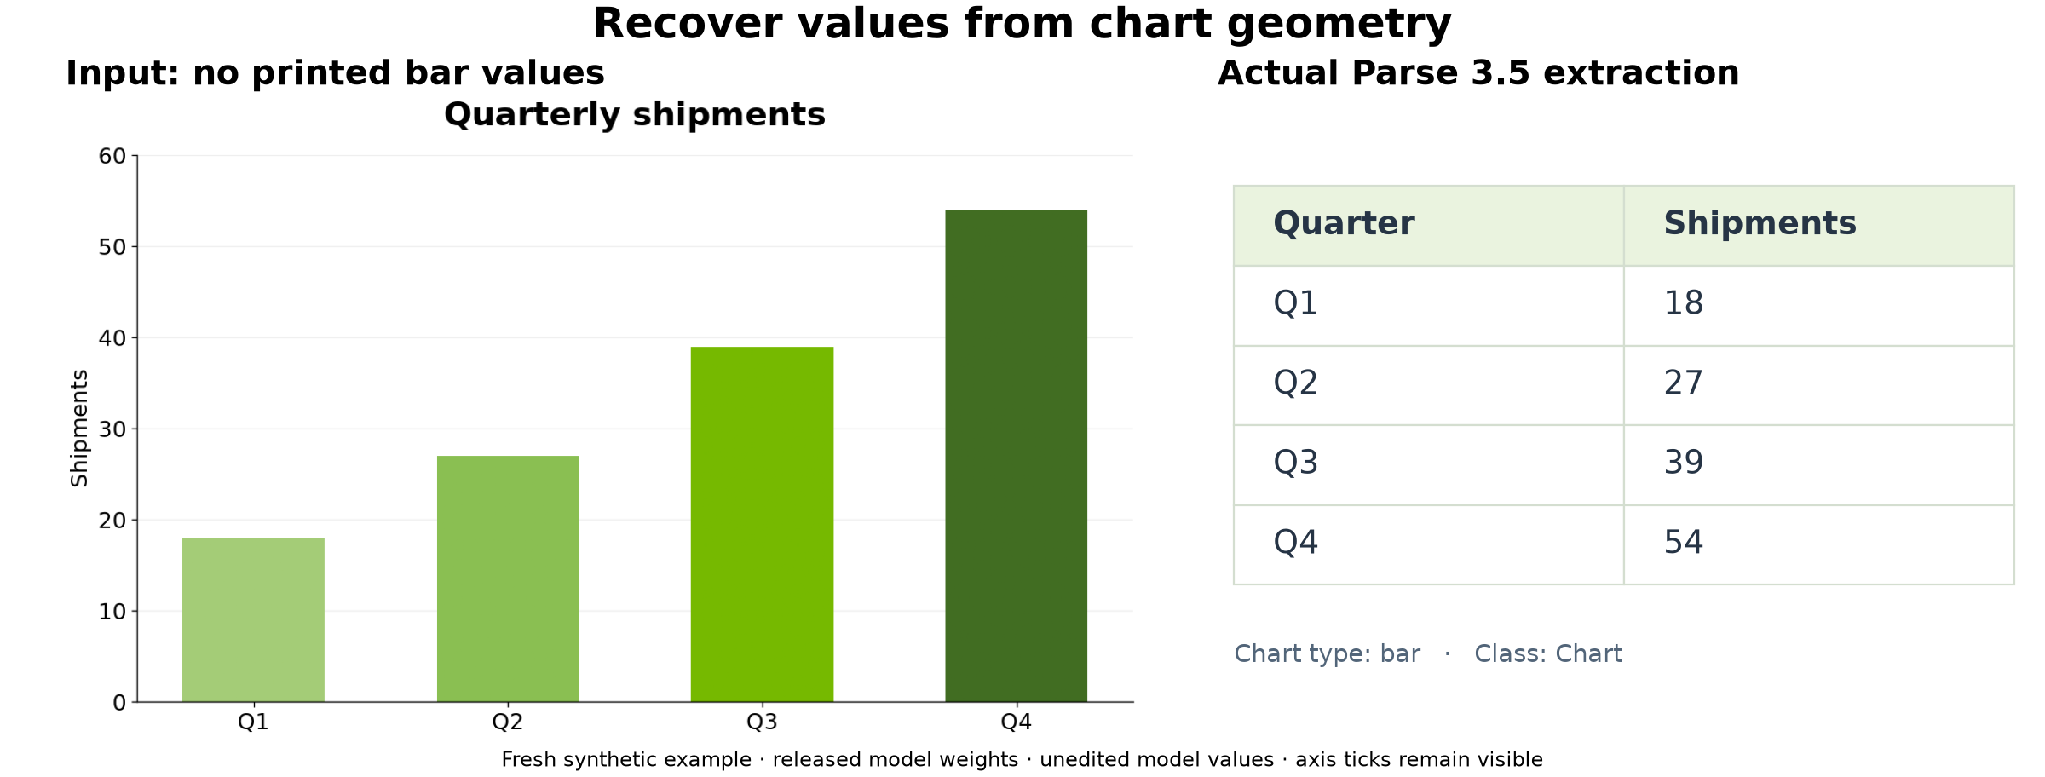 Recover values from chart geometry
Input: no printed bar values
Quarterly shipments
60
50
40
30
20
10
0
Shipments
Q1 Q2 Q3 Q4
Actual Parse 3.5 extraction
Quarter Shipments
Q1 18
Q2 27
Q3 39
Q4 54
Chart type: bar · Class: Chart
Fresh synthetic example · released model weights · unedited model values · axis ticks remain visible